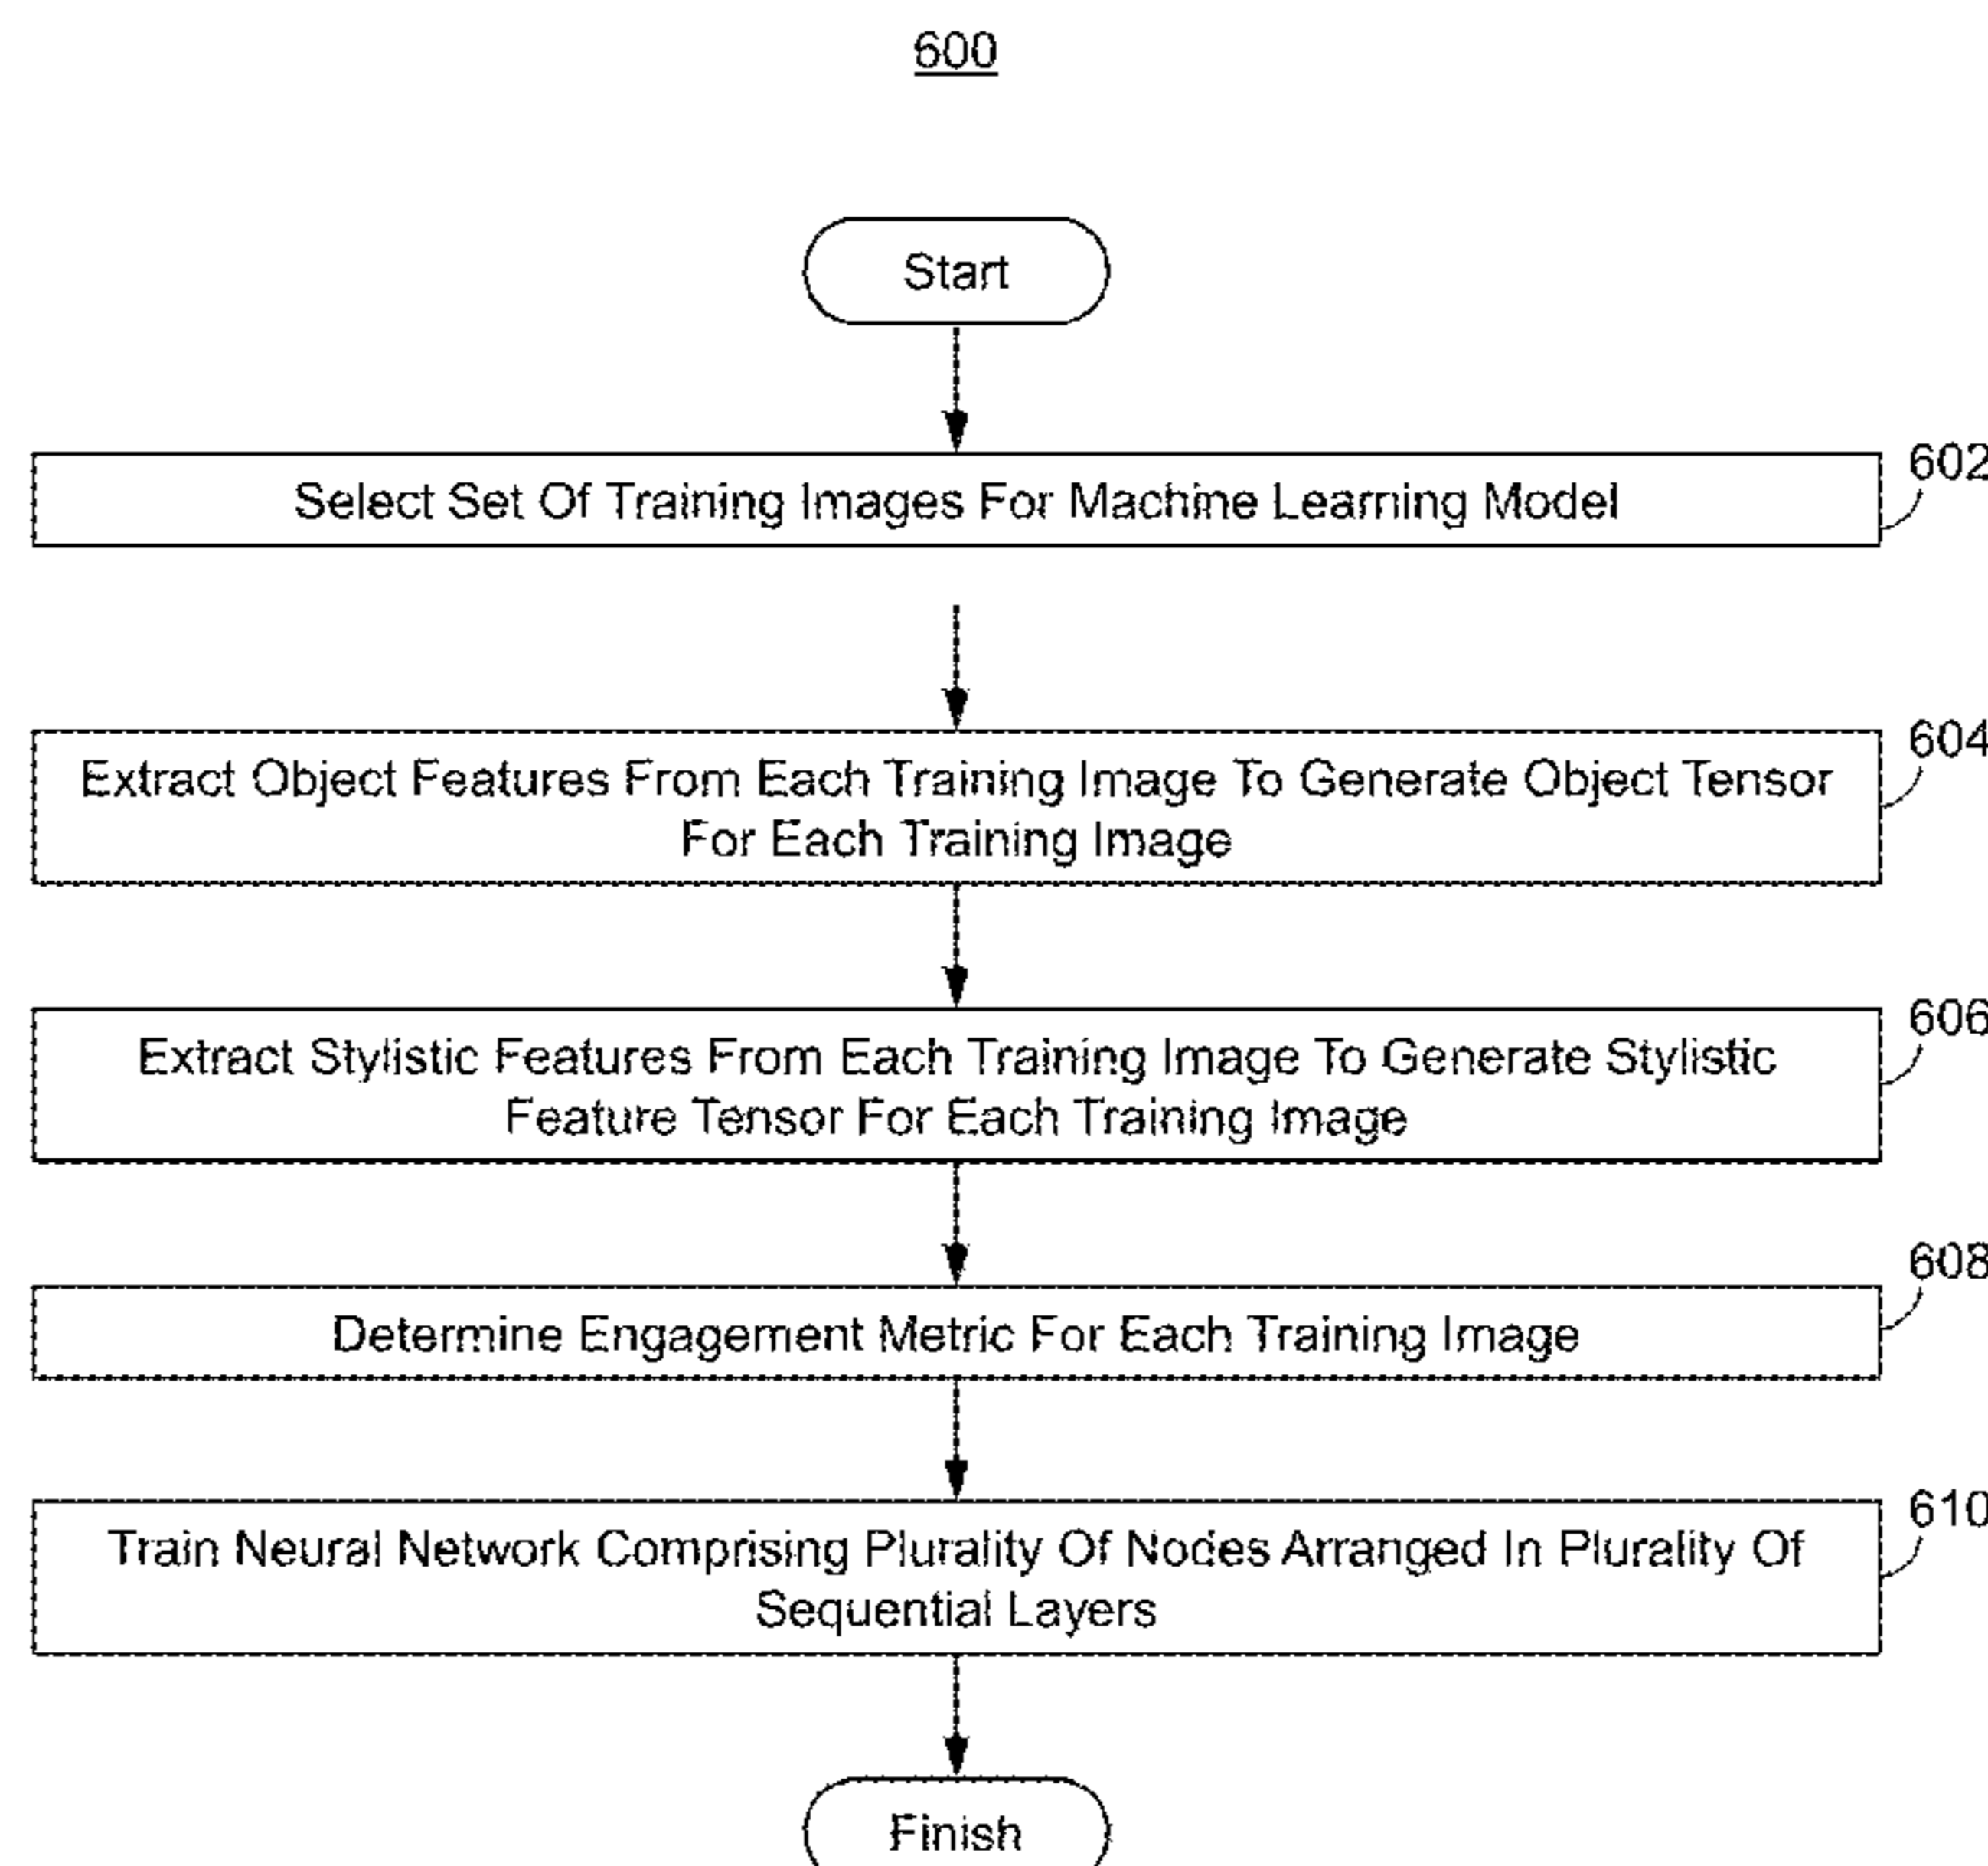 600
Start
602
Select Set Of Training Images For Machine Learning Model
604
Extract Object Features From Each Training Image To Generate Object Tensor
For Each Training Image
606
Extract Stylistic Features From Each Training Image To Generate Stylistic
Feature Tensor For Each Training Image
608
Determine Engagement Metric For Each Training Image
610
Train Neural Network Comprising Plurality Of Nodes Arranged In Plurality Of
Sequential Layers
Finish